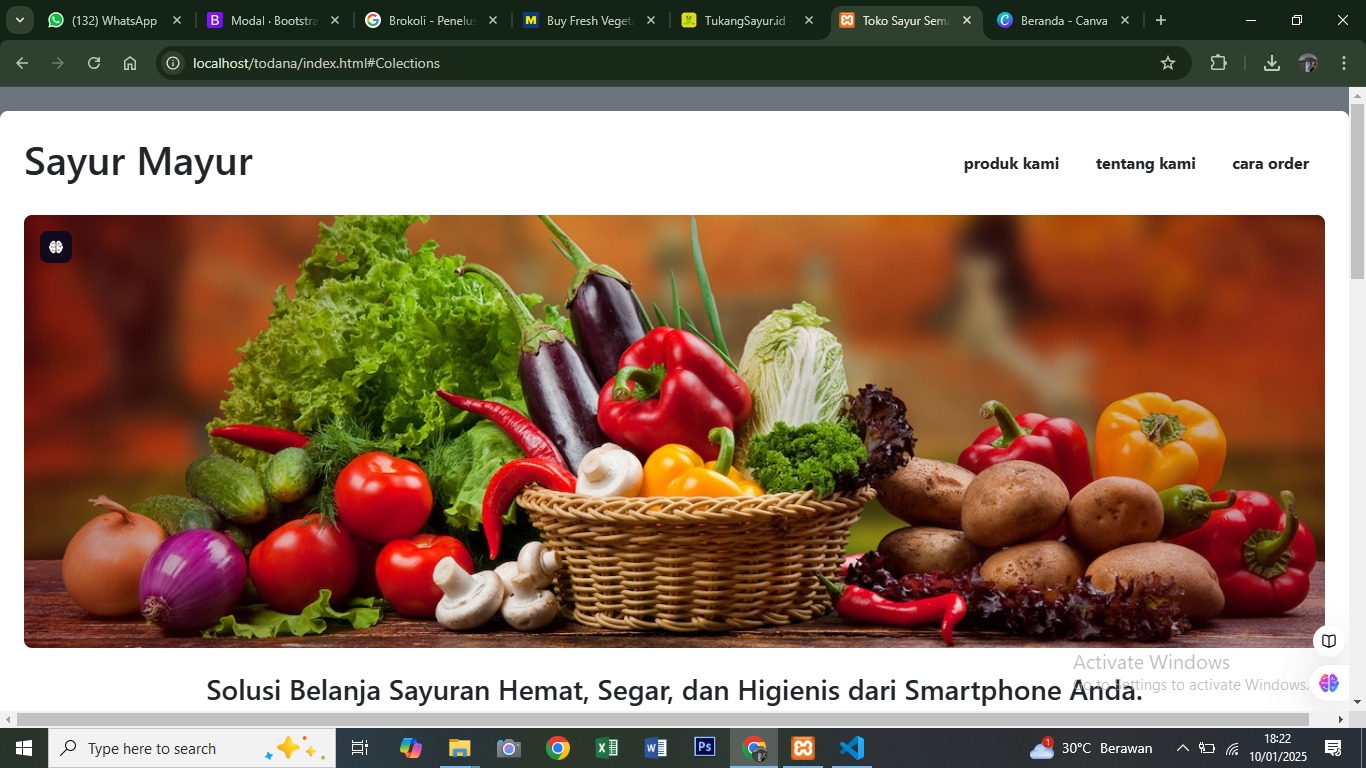 (132) WhatsApp
Modal · Bootstra
Brokoli - Penelus
Buy Fresh Veget
TukangSayur.id -
Toko Sayur Sem
Beranda - Canva
localhost/todana/index.html#Colections
Sayur Mayur
produk kami
tentang kami
cara order
Solusi Belanja Sayuran Hemat, Segar, dan Higienis dari Smartphone Anda.
Activate Windows
Go to Settings to activate Windows.
Type here to search
Ps
1
30°C Berawan
18:22
10/01/2025